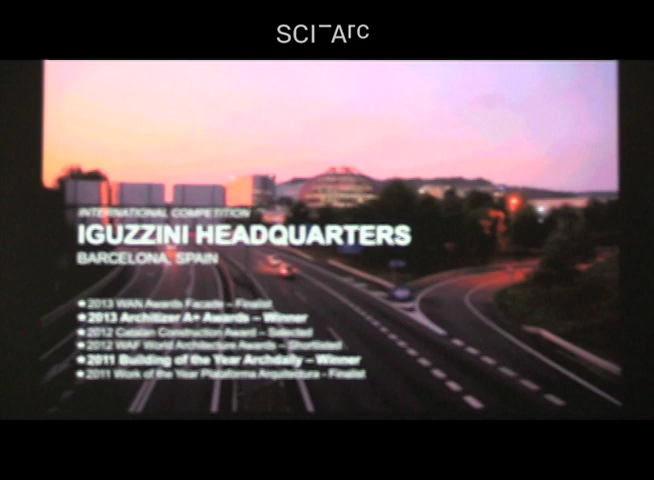 SCI-Arc
INTERNATIONAL COMPETITION
IGUZZINI HEADQUARTERS
BARCELONA, SPAIN
★2013 WAN Awards Facade – Finalist
★2013 Architizer A+ Awards – Winner
★2012 Catalan Construction Award – Selected
★2012 WAF World Architecture Awards – Shortlisted
★2011 Building of the Year Archdaily – Winner
★2011 Work of the Year Plataforma Arquitectura - Finalist